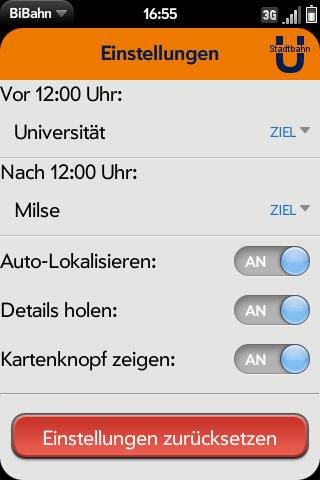 BiBahn 16:55 3G
Einstellungen
Stadtbahn
U
Vor 12:00 Uhr:
Universität ZIEL
Nach 12:00 Uhr:
Milse ZIEL
Auto-Lokalisieren: AN
Details holen: AN
Kartenknopf zeigen: AN
Einstellungen zurücksetzen